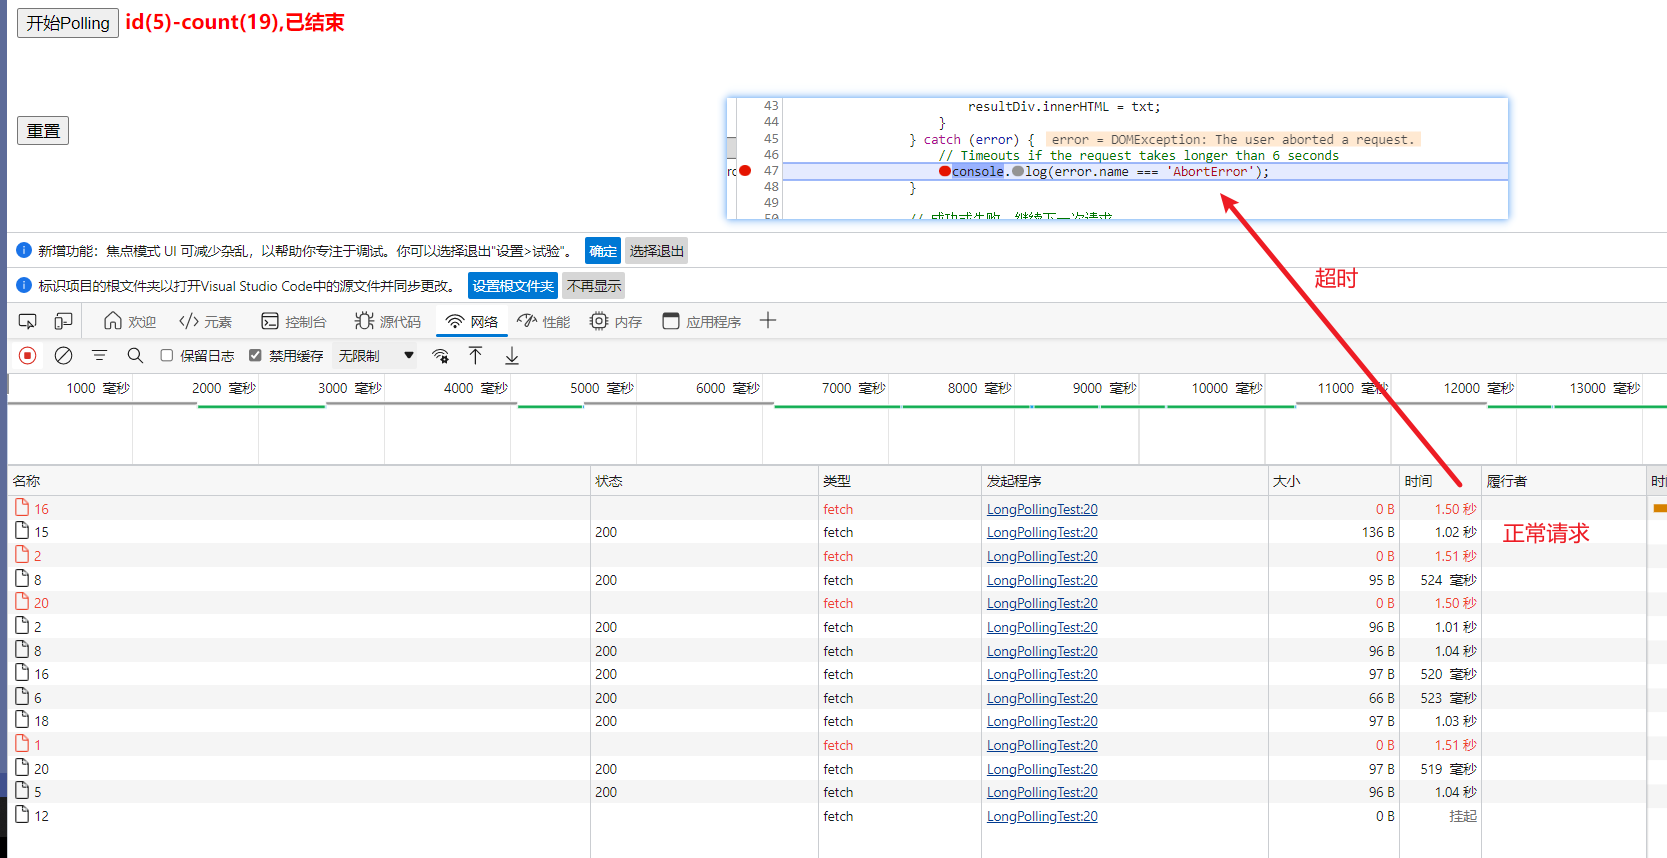 开始Polling id(5)-count(19),已结束
重置
43 resultDiv.innerHTML = txt;
44 }
45 } catch (error) { error = DOMException: The user aborted a request.
46 // Timeouts if the request takes longer than 6 seconds
47 console.log(error.name === 'AbortError');
48 }
49
超时
新增功能：焦点模式 UI 可减少杂乱，以帮助你专注于调试。你可以选择退出"设置>试验"。 确定 选择退出
标识项目的根文件夹以打开Visual Studio Code中的源文件并同步更改。 设置根文件夹 不再显示
欢迎 元素 控制台 源代码 网络 性能 内存 应用程序
保留日志 禁用缓存 无限制
1000 毫秒 2000 毫秒 3000 毫秒 4000 毫秒 5000 毫秒 6000 毫秒 7000 毫秒 8000 毫秒 9000 毫秒 10000 毫秒 11000 毫秒 12000 毫秒 13000 毫秒
名称 状态 类型 发起程序 大小 时间 履行者
16 fetch LongPollingTest:20 0 B 1.50 秒
15 200 fetch LongPollingTest:20 136 B 1.02 秒 正常请求
2 fetch LongPollingTest:20 0 B 1.51 秒
8 200 fetch LongPollingTest:20 95 B 524 毫秒
20 fetch LongPollingTest:20 0 B 1.50 秒
2 200 fetch LongPollingTest:20 96 B 1.01 秒
8 200 fetch LongPollingTest:20 96 B 1.04 秒
16 200 fetch LongPollingTest:20 97 B 520 毫秒
6 200 fetch LongPollingTest:20 66 B 523 毫秒
18 200 fetch LongPollingTest:20 97 B 1.03 秒
1 fetch LongPollingTest:20 0 B 1.51 秒
20 200 fetch LongPollingTest:20 97 B 519 毫秒
5 200 fetch LongPollingTest:20 96 B 1.04 秒
12 fetch LongPollingTest:20 0 B 挂起